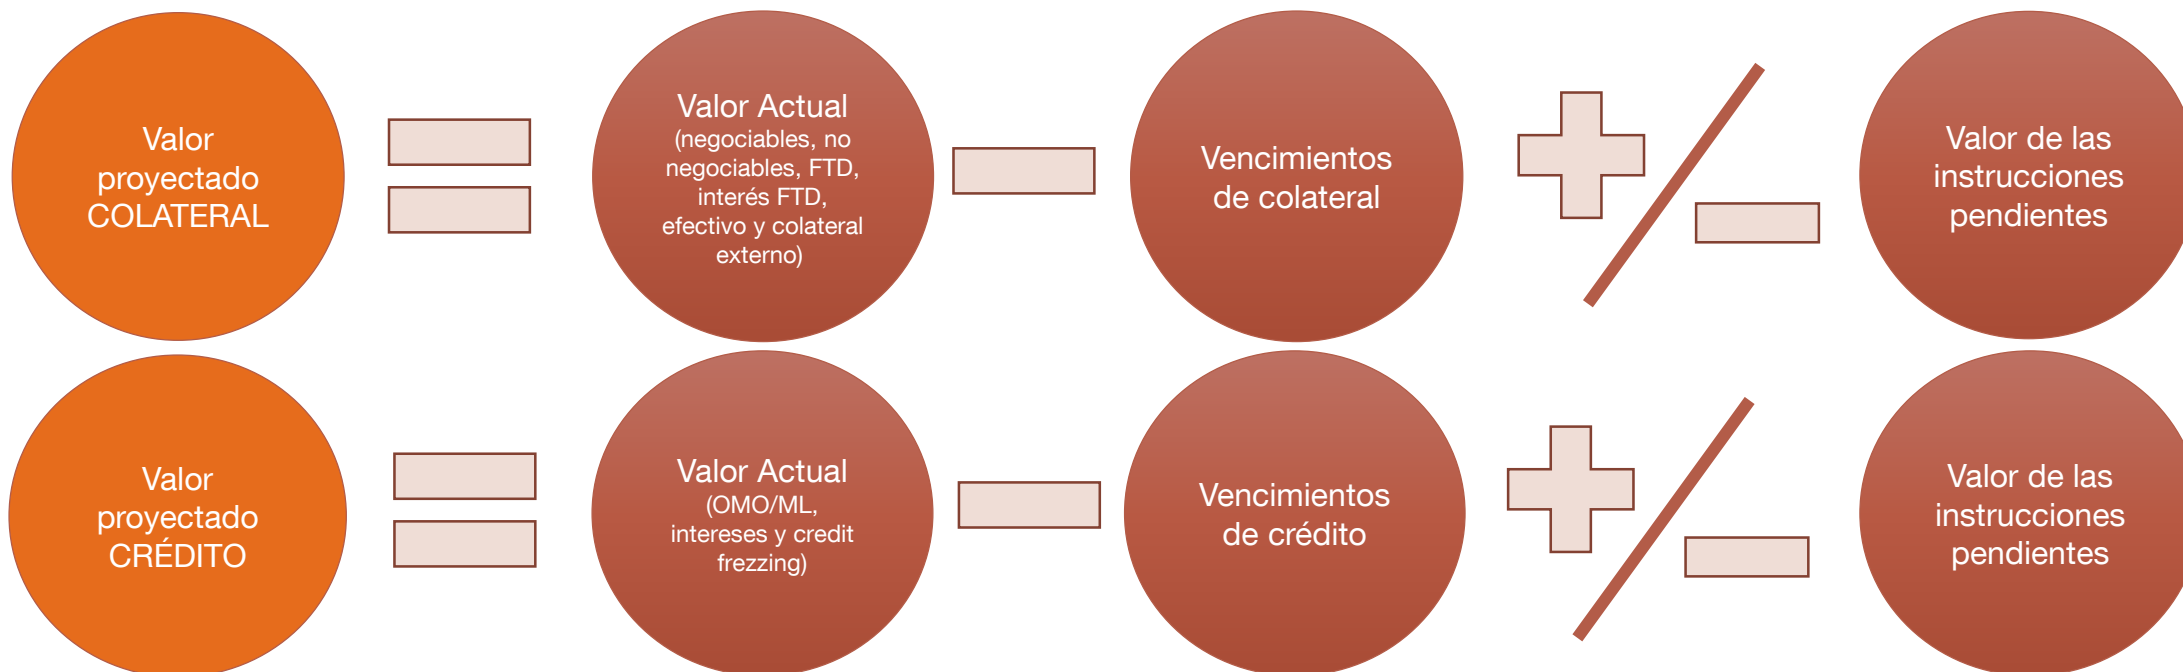 Valor
proyectado
COLATERAL
Valor Actual
(negociables, no
negociables, FTD,
interés FTD,
efectivo y colateral
externo)
Vencimientos
de colateral
Valor de las
instrucciones
pendientes
Valor
proyectado
CRÉDITO
Valor Actual
(OMO/ML,
intereses y credit
frezzing)
Vencimientos
de crédito
Valor de las
instrucciones
pendientes